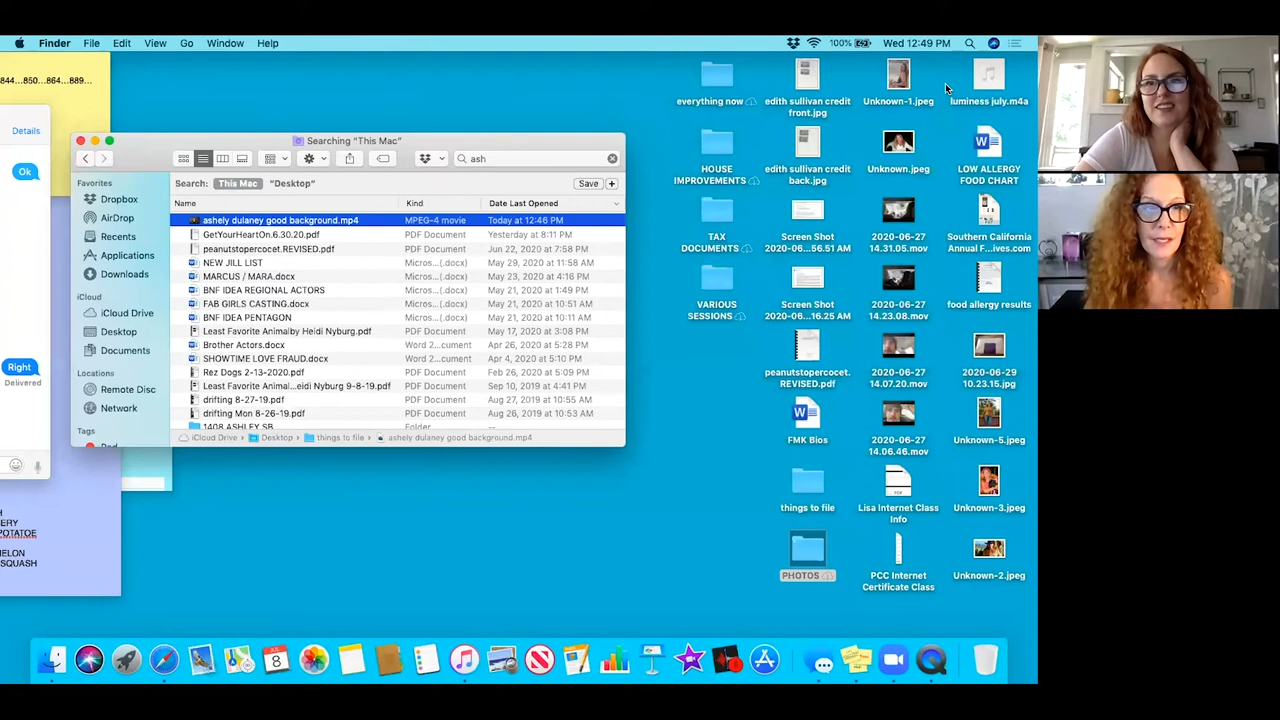 Finder File Edit View Go Window Help
100% Wed 12:49 PM
844...850...864...889...
Details
Ok
Right
Delivered
H
ERY
POTATOE
HELON
SQUASH
Searching "This Mac"
ash
Search: This Mac "Desktop" Save +
Name Kind Date Last Opened
Favorites
Dropbox
AirDrop
Recents
Applications
Downloads
iCloud
iCloud Drive
Desktop
Documents
Locations
Remote Disc
Network
Tags
Red
ashely dulaney good background.mp4 MPEG-4 movie Today at 12:46 PM
GetYourHeartOn.6.30.20.pdf PDF Document Yesterday at 8:11 PM
peanutstopercocet.REVISED.pdf PDF Document Jun 22, 2020 at 7:58 PM
NEW JILL LIST Micros...(.docx) May 29, 2020 at 11:58 AM
MARCUS / MARA.docx Micros...(.docx) May 23, 2020 at 4:16 PM
BNF IDEA REGIONAL ACTORS Micros...(.docx) May 21, 2020 at 1:49 PM
FAB GIRLS CASTING.docx Micros...(.docx) May 21, 2020 at 10:51 AM
BNF IDEA PENTAGON Micros...(.docx) May 21, 2020 at 10:11 AM
Least Favorite Animalby Heidi Nyburg.pdf PDF Document May 17, 2020 at 3:08 PM
Brother Actors.docx Word 2...cument Apr 26, 2020 at 5:28 PM
SHOWTIME LOVE FRAUD.docx Word 2...cument Apr 4, 2020 at 5:10 PM
Rez Dogs 2-13-2020.pdf PDF Document Feb 26, 2020 at 5:09 PM
Least Favorite Animal...eidi Nyburg 9-8-19.pdf PDF Document Sep 10, 2019 at 4:41 PM
drifting 8-27-19.pdf PDF Document Aug 27, 2019 at 10:55 AM
drifting Mon 8-26-19.pdf PDF Document Aug 26, 2019 at 10:53 AM
1408 ASHLEY SB Folder --
iCloud Drive Desktop things to file ashely dulaney good background.mp4
everything now
edith sullivan credit
front.jpg
Unknown-1.jpeg
luminess july.m4a
HOUSE
IMPROVEMENTS
edith sullivan credit
back.jpg
Unknown.jpeg
LOW ALLERGY
FOOD CHART
TAX
DOCUMENTS
Screen Shot
2020-06...56.51 AM
2020-06-27
14.31.05.mov
Southern California
Annual F...ives.com
VARIOUS
SESSIONS
Screen Shot
2020-06...16.25 AM
2020-06-27
14.23.08.mov
food allergy results
peanutstopercocet.
REVISED.pdf
2020-06-27
14.07.20.mov
2020-06-29
10.23.15.jpg
FMK Bios
2020-06-27
14.06.46.mov
Unknown-5.jpeg
things to file
Lisa Internet Class
Info
Unknown-3.jpeg
PHOTOS
PCC Internet
Certificate Class
Unknown-2.jpeg
JUL
8